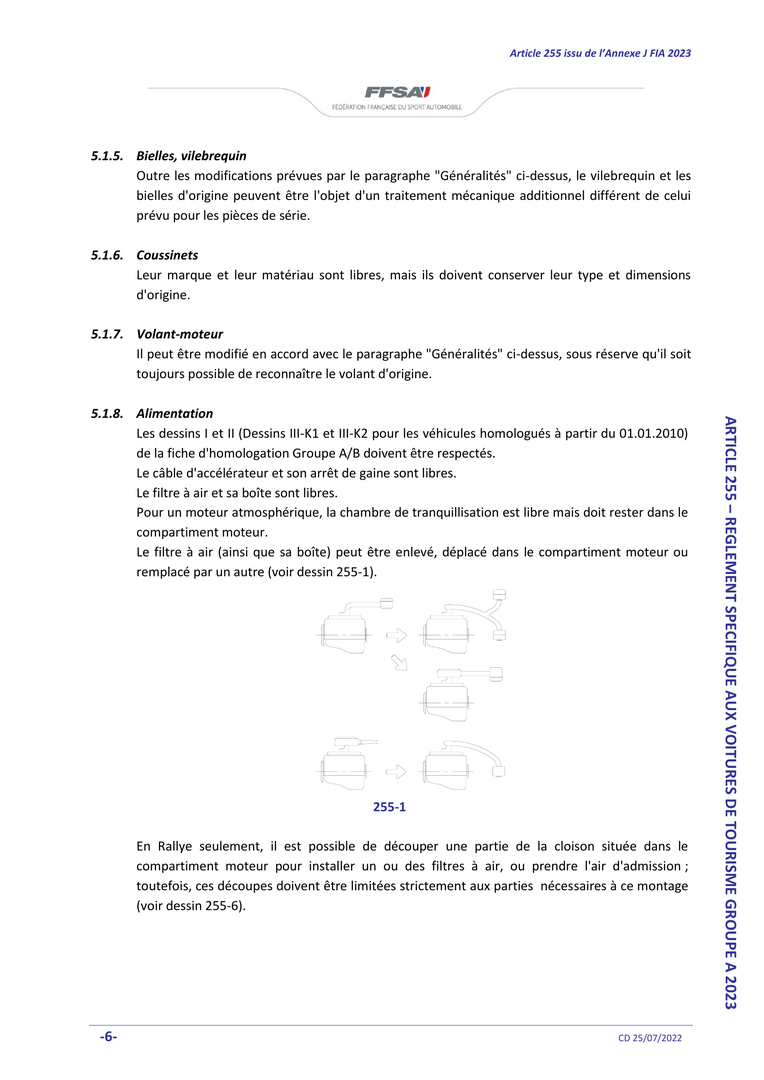 Article 255 issu de l'Annexe J FIA 2023
FFSA
FÉDÉRATION FRANÇAISE DU SPORT AUTOMOBILE
5.1.5. Bielles, vilebrequin
Outre les modifications prévues par le paragraphe "Généralités" ci-dessus, le vilebrequin et les
bielles d'origine peuvent être l'objet d'un traitement mécanique additionnel différent de celui
prévu pour les pièces de série.
5.1.6. Coussinets
Leur marque et leur matériau sont libres, mais ils doivent conserver leur type et dimensions
d'origine.
5.1.7. Volant-moteur
Il peut être modifié en accord avec le paragraphe "Généralités" ci-dessus, sous réserve qu'il soit
toujours possible de reconnaître le volant d'origine.
5.1.8. Alimentation
Les dessins I et II (Dessins III-K1 et III-K2 pour les véhicules homologués à partir du 01.01.2010)
de la fiche d'homologation Groupe A/B doivent être respectés.
Le câble d'accélérateur et son arrêt de gaine sont libres.
Le filtre à air et sa boîte sont libres.
Pour un moteur atmosphérique, la chambre de tranquillisation est libre mais doit rester dans le
compartiment moteur.
Le filtre à air (ainsi que sa boîte) peut être enlevé, déplacé dans le compartiment moteur ou
remplacé par un autre (voir dessin 255-1).
255-1
En Rallye seulement, il est possible de découper une partie de la cloison située dans le
compartiment moteur pour installer un ou des filtres à air, ou prendre l'air d'admission ;
toutefois, ces découpes doivent être limitées strictement aux parties nécessaires à ce montage
(voir dessin 255-6).
ARTICLE 255 – REGLEMENT SPECIFIQUE AUX VOITURES DE TOURISME GROUPE A 2023
-6-
CD 25/07/2022